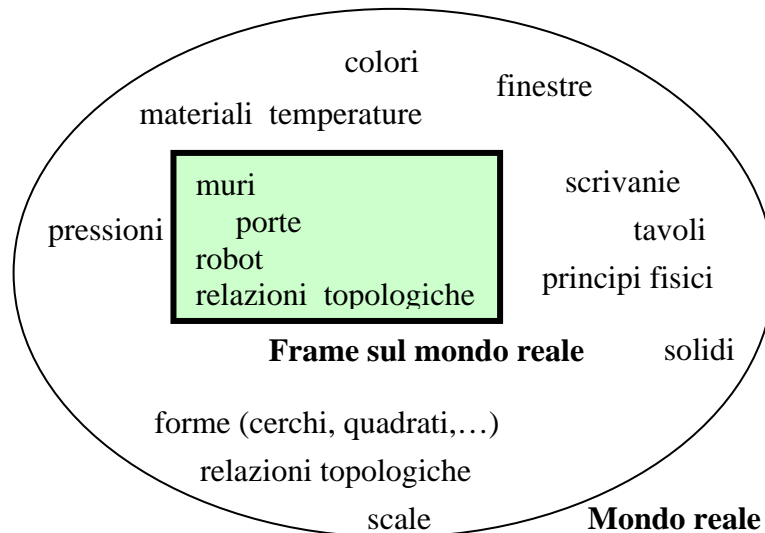 colori
finestre
materiali temperature
muri
scrivanie
porte
pressioni
tavoli
robot
principi fisici
relazioni topologiche
Frame sul mondo reale
solidi
forme (cerchi, quadrati,…)
relazioni topologiche
scale
Mondo reale